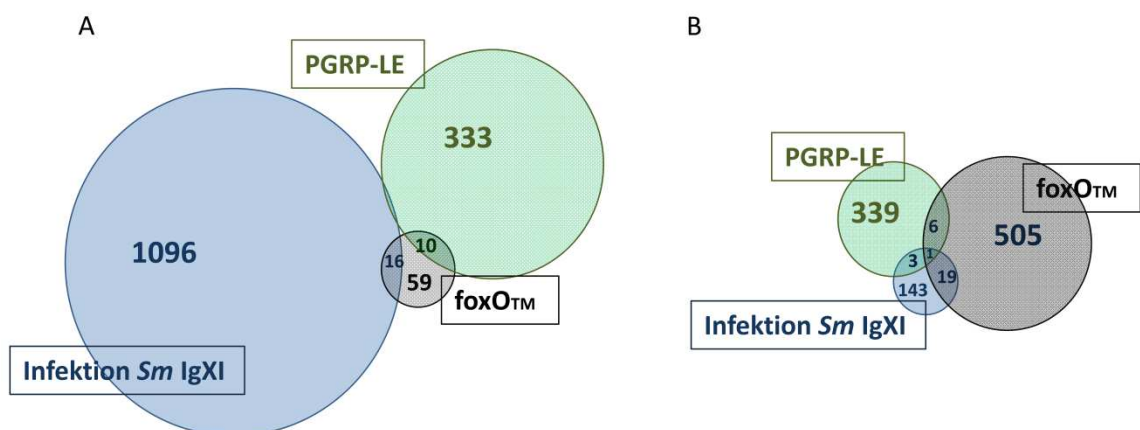 A
PGRP-LE
333
1096
16
10
59
foxOTM
Infektion Sm IgXI
B
PGRP-LE
foxOTM
339
6
505
3
1
19
143
Infektion Sm IgXI